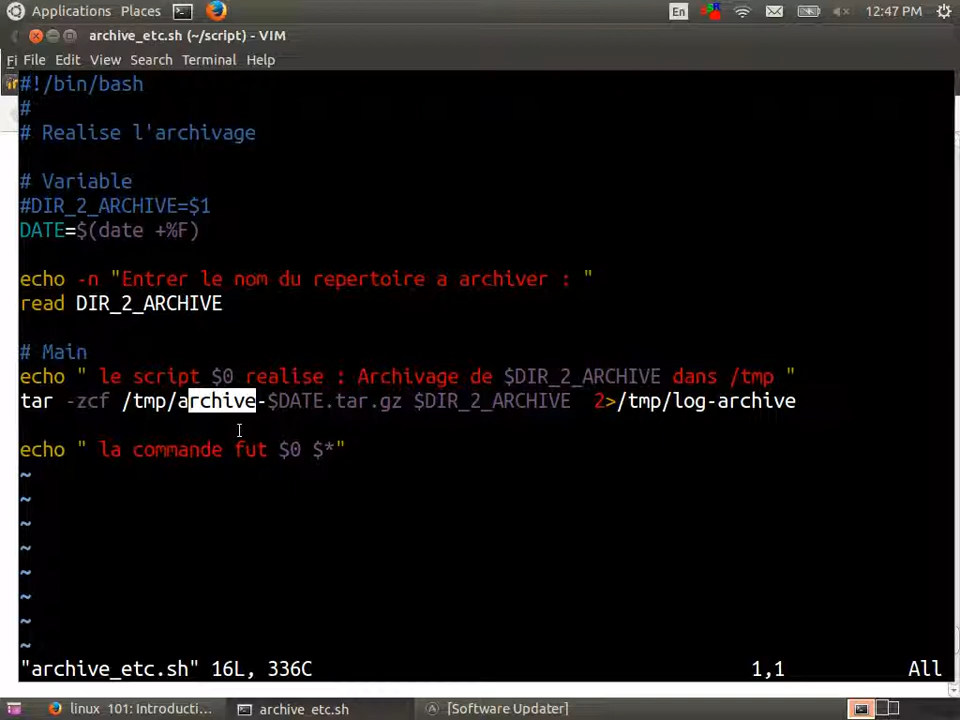 Applications Places En 12:47 PM
archive_etc.sh (~/script) - VIM
Fi File Edit View Search Terminal Help
#!/bin/bash
#
# Realise l'archivage
# Variable
#DIR_2_ARCHIVE=$1
DATE=$(date +%F)
echo -n "Entrer le nom du repertoire a archiver : "
read DIR_2_ARCHIVE
# Main
echo " le script $0 realise : Archivage de $DIR_2_ARCHIVE dans /tmp "
tar -zcf /tmp/archive-$DATE.tar.gz $DIR_2_ARCHIVE  2>/tmp/log-archive
echo " la commande fut $0 $*"
~
~
~
~
~
~
~
~
"archive_etc.sh" 16L, 336C 1,1 All
linux 101: Introducti... archive_etc.sh [Software Updater]